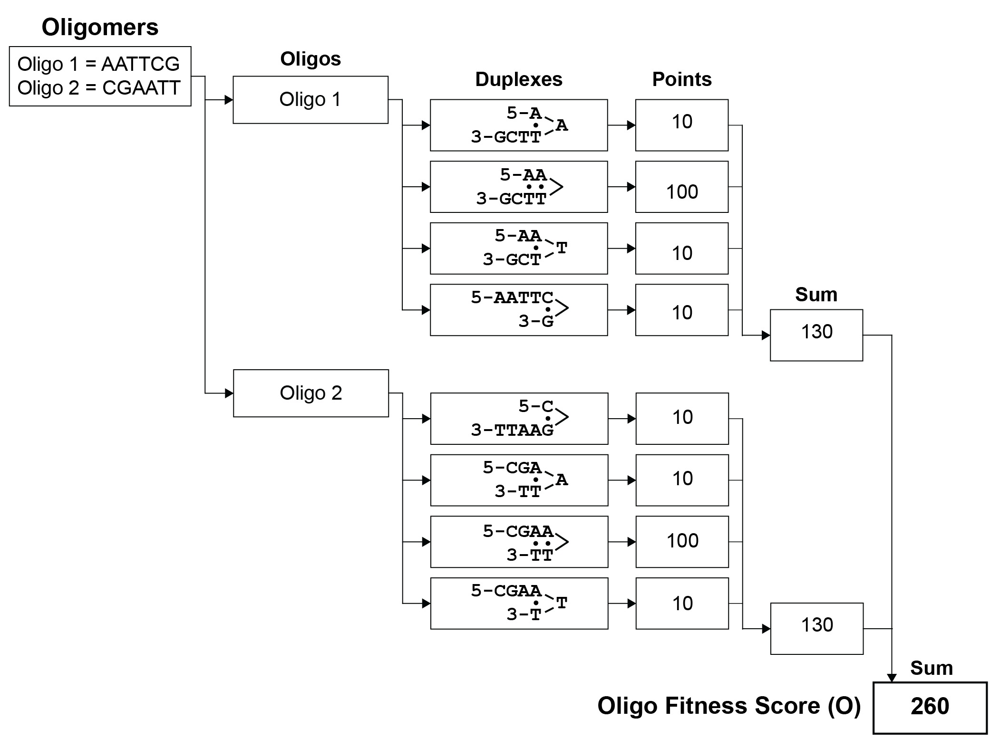 Oligomers
Oligo 1 = AATTCG
Oligo 2 = CGAATT
Oligos
Oligo 1
Duplexes
Points
5-A
A
3-GCTT
10
5-AA
3-GCTT
100
5-AA
T
3-GCT
10
5-AATTC
3-G
10
Sum
130
Oligo 2
5-C
3-TTAAG
10
5-CGA
A
3-TT
10
5-CGAA
3-TT
100
5-CGAA
T
3-T
10
130
Sum
Oligo Fitness Score (O)
260